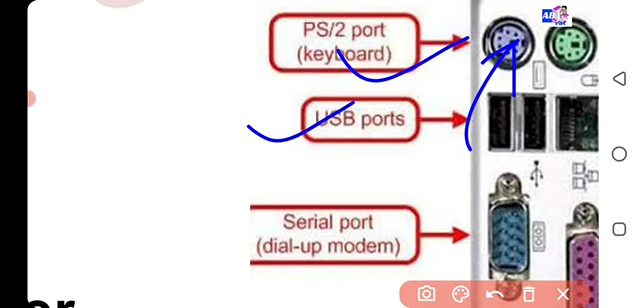 PS/2 port
(keyboard)
USB ports
Serial port
(dial-up modem)